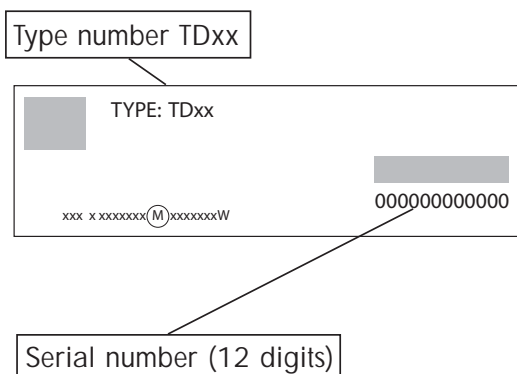 Type number TDxx
TYPE: TDxx
000000000000
xxx x xxxxxxx M xxxxxxxW
Serial number (12 digits)